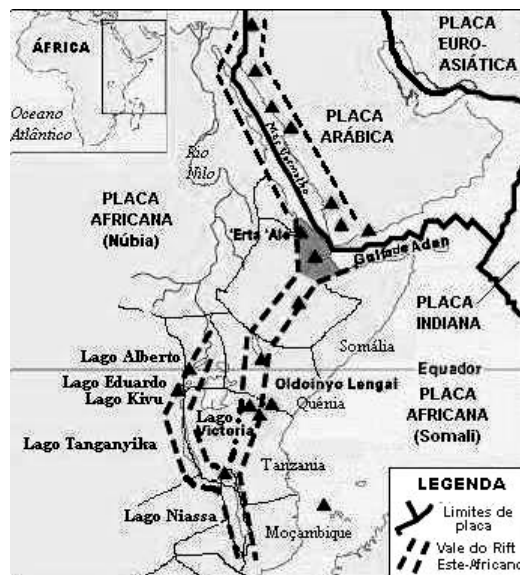 ÁFRICA
Oceano
Atlântico
PLACA
EURO-
ASIÁTICA
PLACA
ARÁBICA
Mar Vermelho
Rio
Nilo
PLACA
AFRICANA
(Núbia)
'Erta 'Ale
Golfo de Aden
PLACA
INDIANA
Somália
Lago Alberto
Equador
Lago Eduardo
Oldoinyo Lengai
Lago Kivu
Quénia
PLACA
AFRICANA
(Somali)
Lago
Victoria
Lago Tanganyika
Tanzania
Lago Niassa
Moçambique
LEGENDA
Limites de
placa
Vale do Rift
Este-Africano